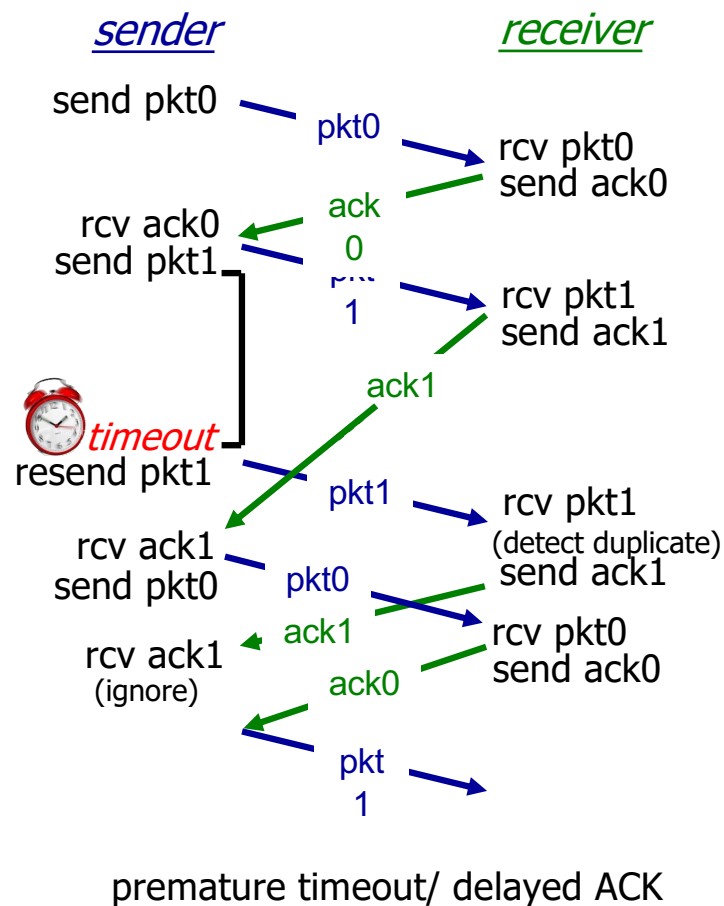 sender
receiver
send pkt0
pkt0
rcv pkt0
send ack0
ack
0
rcv ack0
send pkt1
pkt
1
rcv pkt1
send ack1
ack1
timeout
resend pkt1
pkt1
rcv pkt1
(detect duplicate)
send ack1
rcv ack1
send pkt0
pkt0
ack1
rcv pkt0
send ack0
rcv ack1
(ignore)
ack0
pkt
1
premature timeout/ delayed ACK